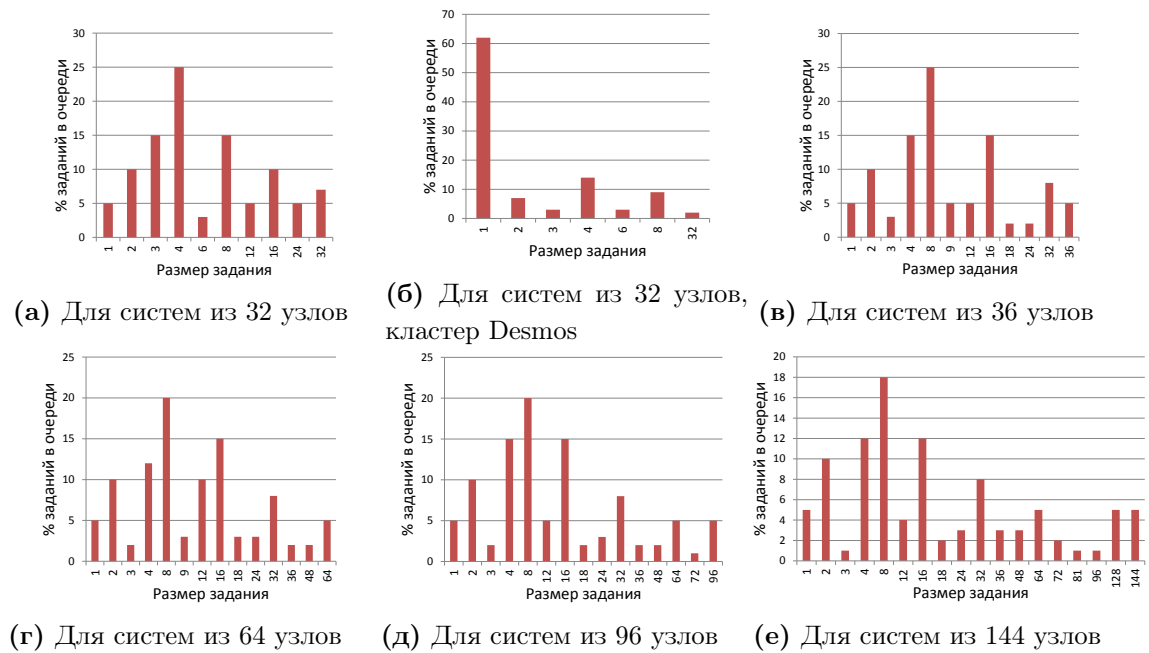 % заданий в очереди
30
25
20
15
10
5
0
1 2 3 4 6 8 12 16 24 32
Размер задания
(а) Для систем из 32 узлов
% заданий в очереди
70
60
50
40
30
20
10
0
1 2 3 4 6 8 32
Размер задания
(б) Для систем из 32 узлов,
кластер Desmos
% заданий в очереди
30
25
20
15
10
5
0
1 2 3 4 8 9 12 16 18 24 32 36
Размер задания
(в) Для систем из 36 узлов
% заданий в очереди
25
20
15
10
5
0
1 2 3 4 8 9 12 16 18 24 32 36 48 64
Размер задания
(г) Для систем из 64 узлов
% заданий в очереди
25
20
15
10
5
0
1 2 3 4 8 12 16 18 24 32 36 48 64 72 96
Размер задания
(д) Для систем из 96 узлов
% заданий в очереди
20
18
16
14
12
10
8
6
4
2
0
1 2 3 4 8 12 16 18 24 32 36 48 64 72 81 96 128 144
Размер задания
(е) Для систем из 144 узлов